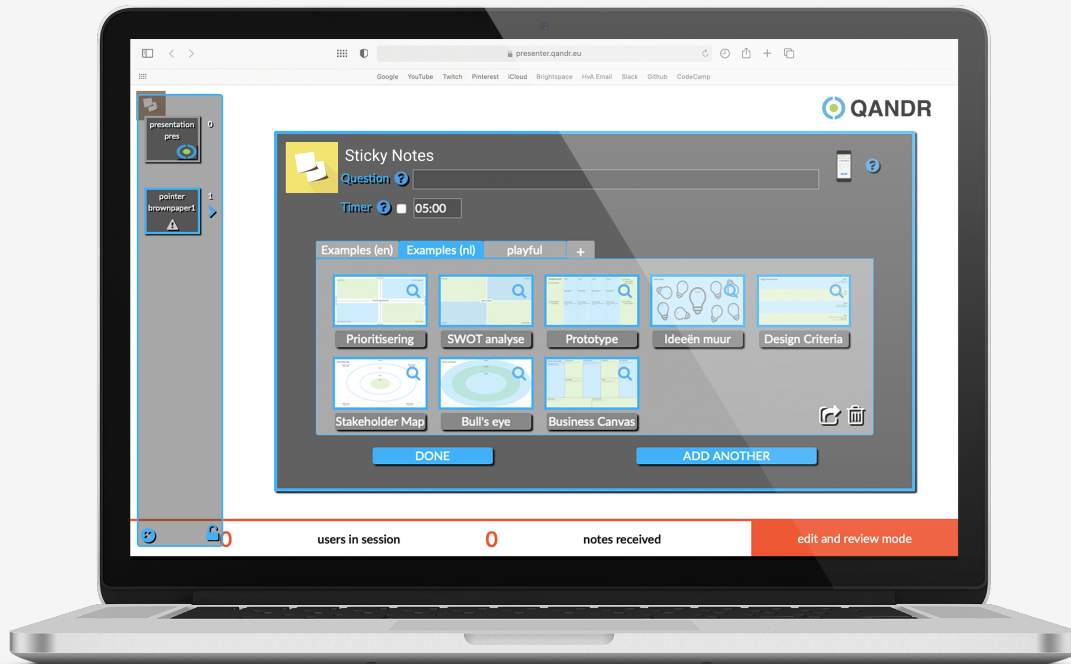 presenter.qandr.eu
Google YouTube Twitch Pinterest iCloud Brightspace HvA Email Slack Github CodeCamp
QANDR
presentation
pres
0
pointer
brownpaper1
1
Sticky Notes
Question ?
Timer ? 05:00
?
Examples (en) Examples (nl) playful +
Prioritisering SWOT analyse Prototype Ideeën muur Design Criteria
Stakeholder Map Bull's eye Business Canvas
DONE ADD ANOTHER
0 users in session 0 notes received edit and review mode